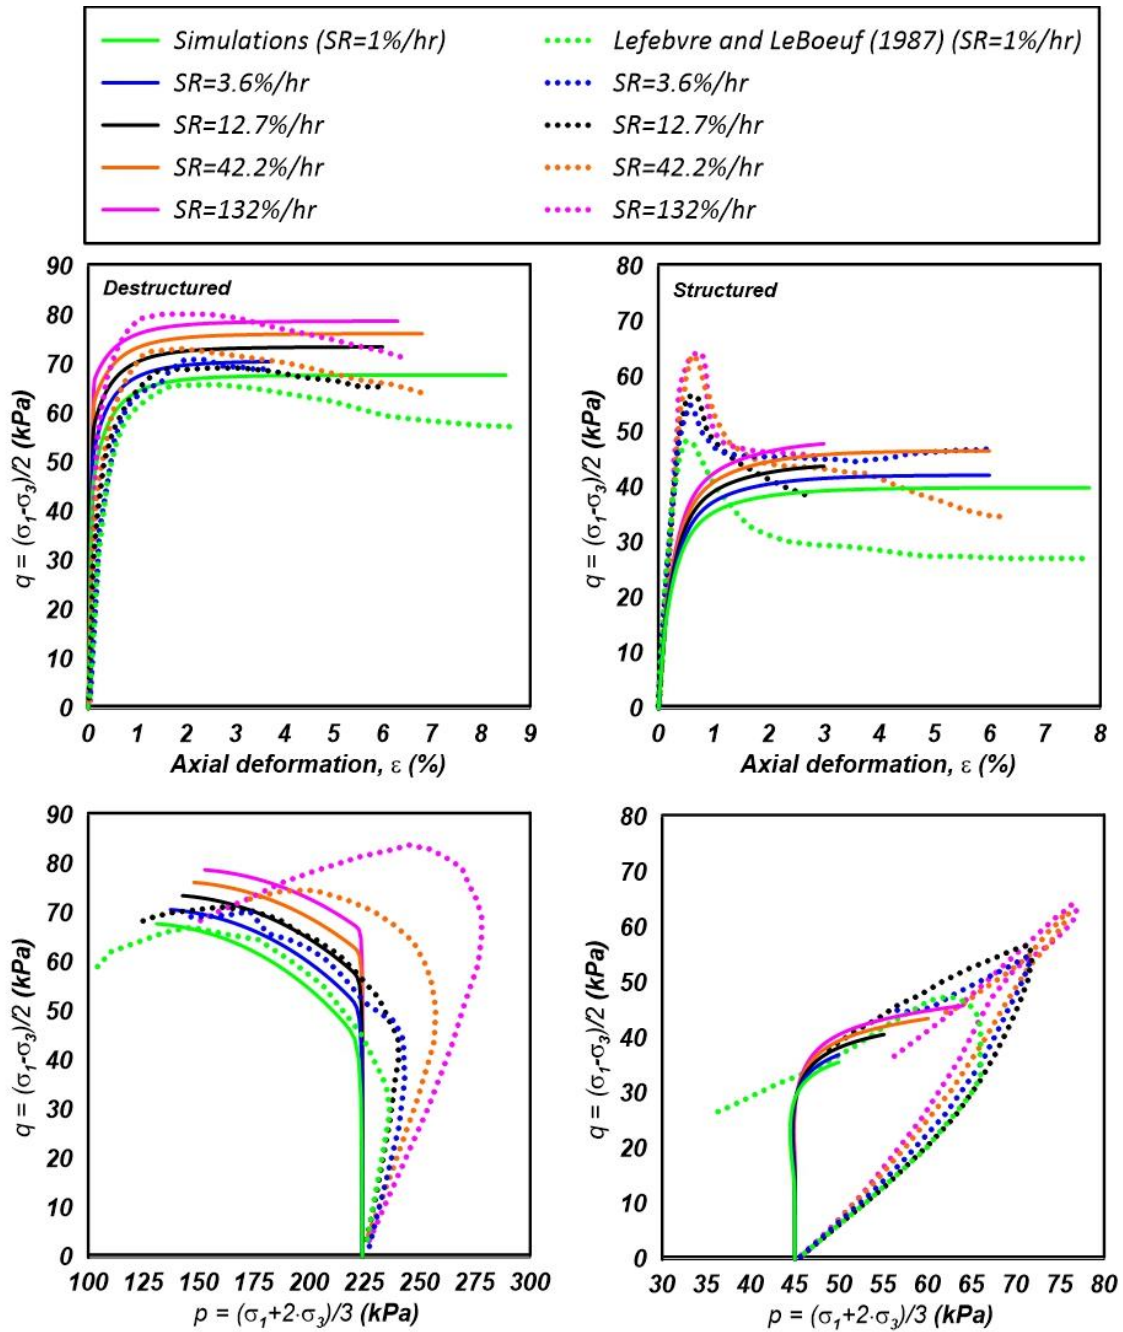 Simulations (SR=1%/hr)
Lefebvre and LeBoeuf (1987) (SR=1%/hr)
SR=3.6%/hr
SR=3.6%/hr
SR=12.7%/hr
SR=12.7%/hr
SR=42.2%/hr
SR=42.2%/hr
SR=132%/hr
SR=132%/hr
90
80
70
60
50
40
30
20
10
0
q = (σ1-σ3)/2 (kPa)
Destructured
0 1 2 3 4 5 6 7 8 9
Axial deformation, ε (%)
80
70
60
50
40
30
20
10
0
q = (σ1-σ3)/2 (kPa)
Structured
0 1 2 3 4 5 6 7 8
Axial deformation, ε (%)
90
80
70
60
50
40
30
20
10
0
q = (σ1-σ3)/2 (kPa)
100 125 150 175 200 225 250 275 300
p = (σ1+2·σ3)/3 (kPa)
80
70
60
50
40
30
20
10
0
q = (σ1-σ3)/2 (kPa)
30 35 40 45 50 55 60 65 70 75 80
p = (σ1+2·σ3)/3 (kPa)